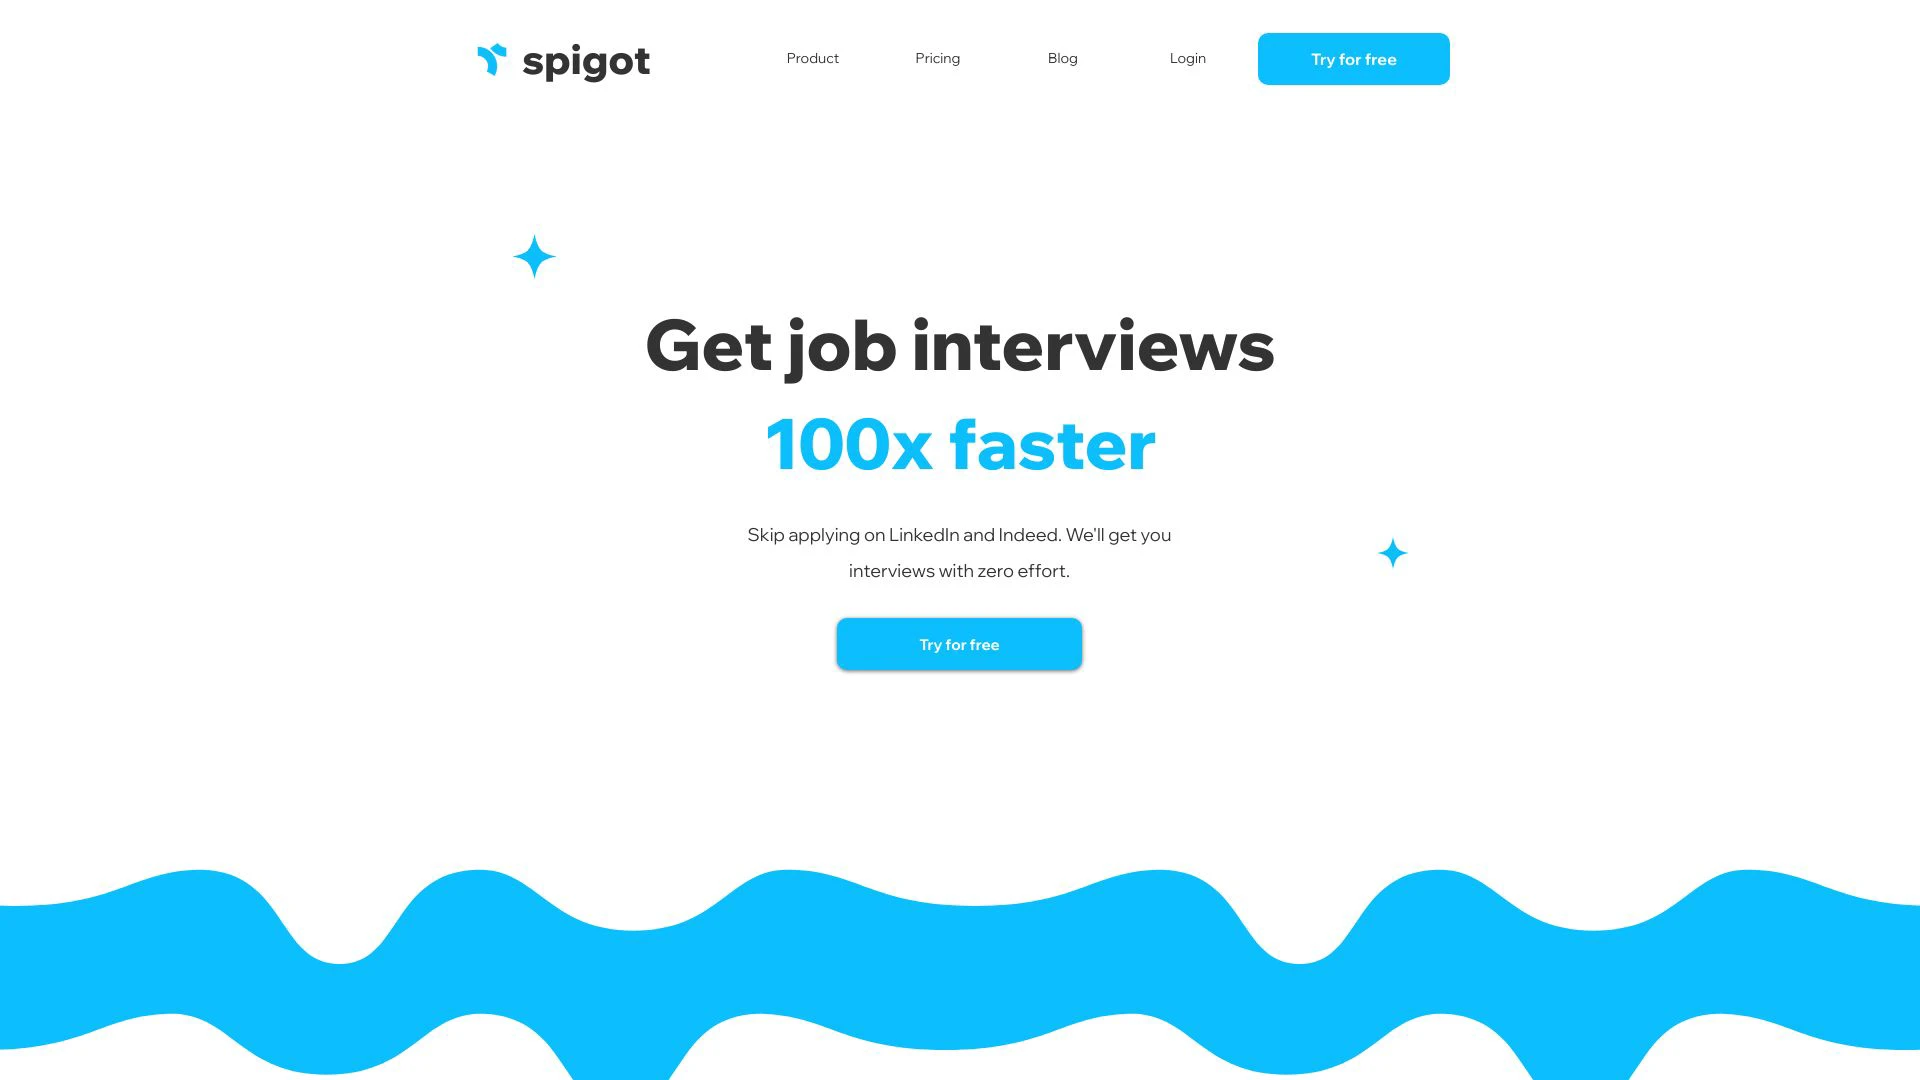 spigot
Product
Pricing
Blog
Login
Try for free
Get job interviews
100x faster
Skip applying on LinkedIn and Indeed. We'll get you
interviews with zero effort.
Try for free